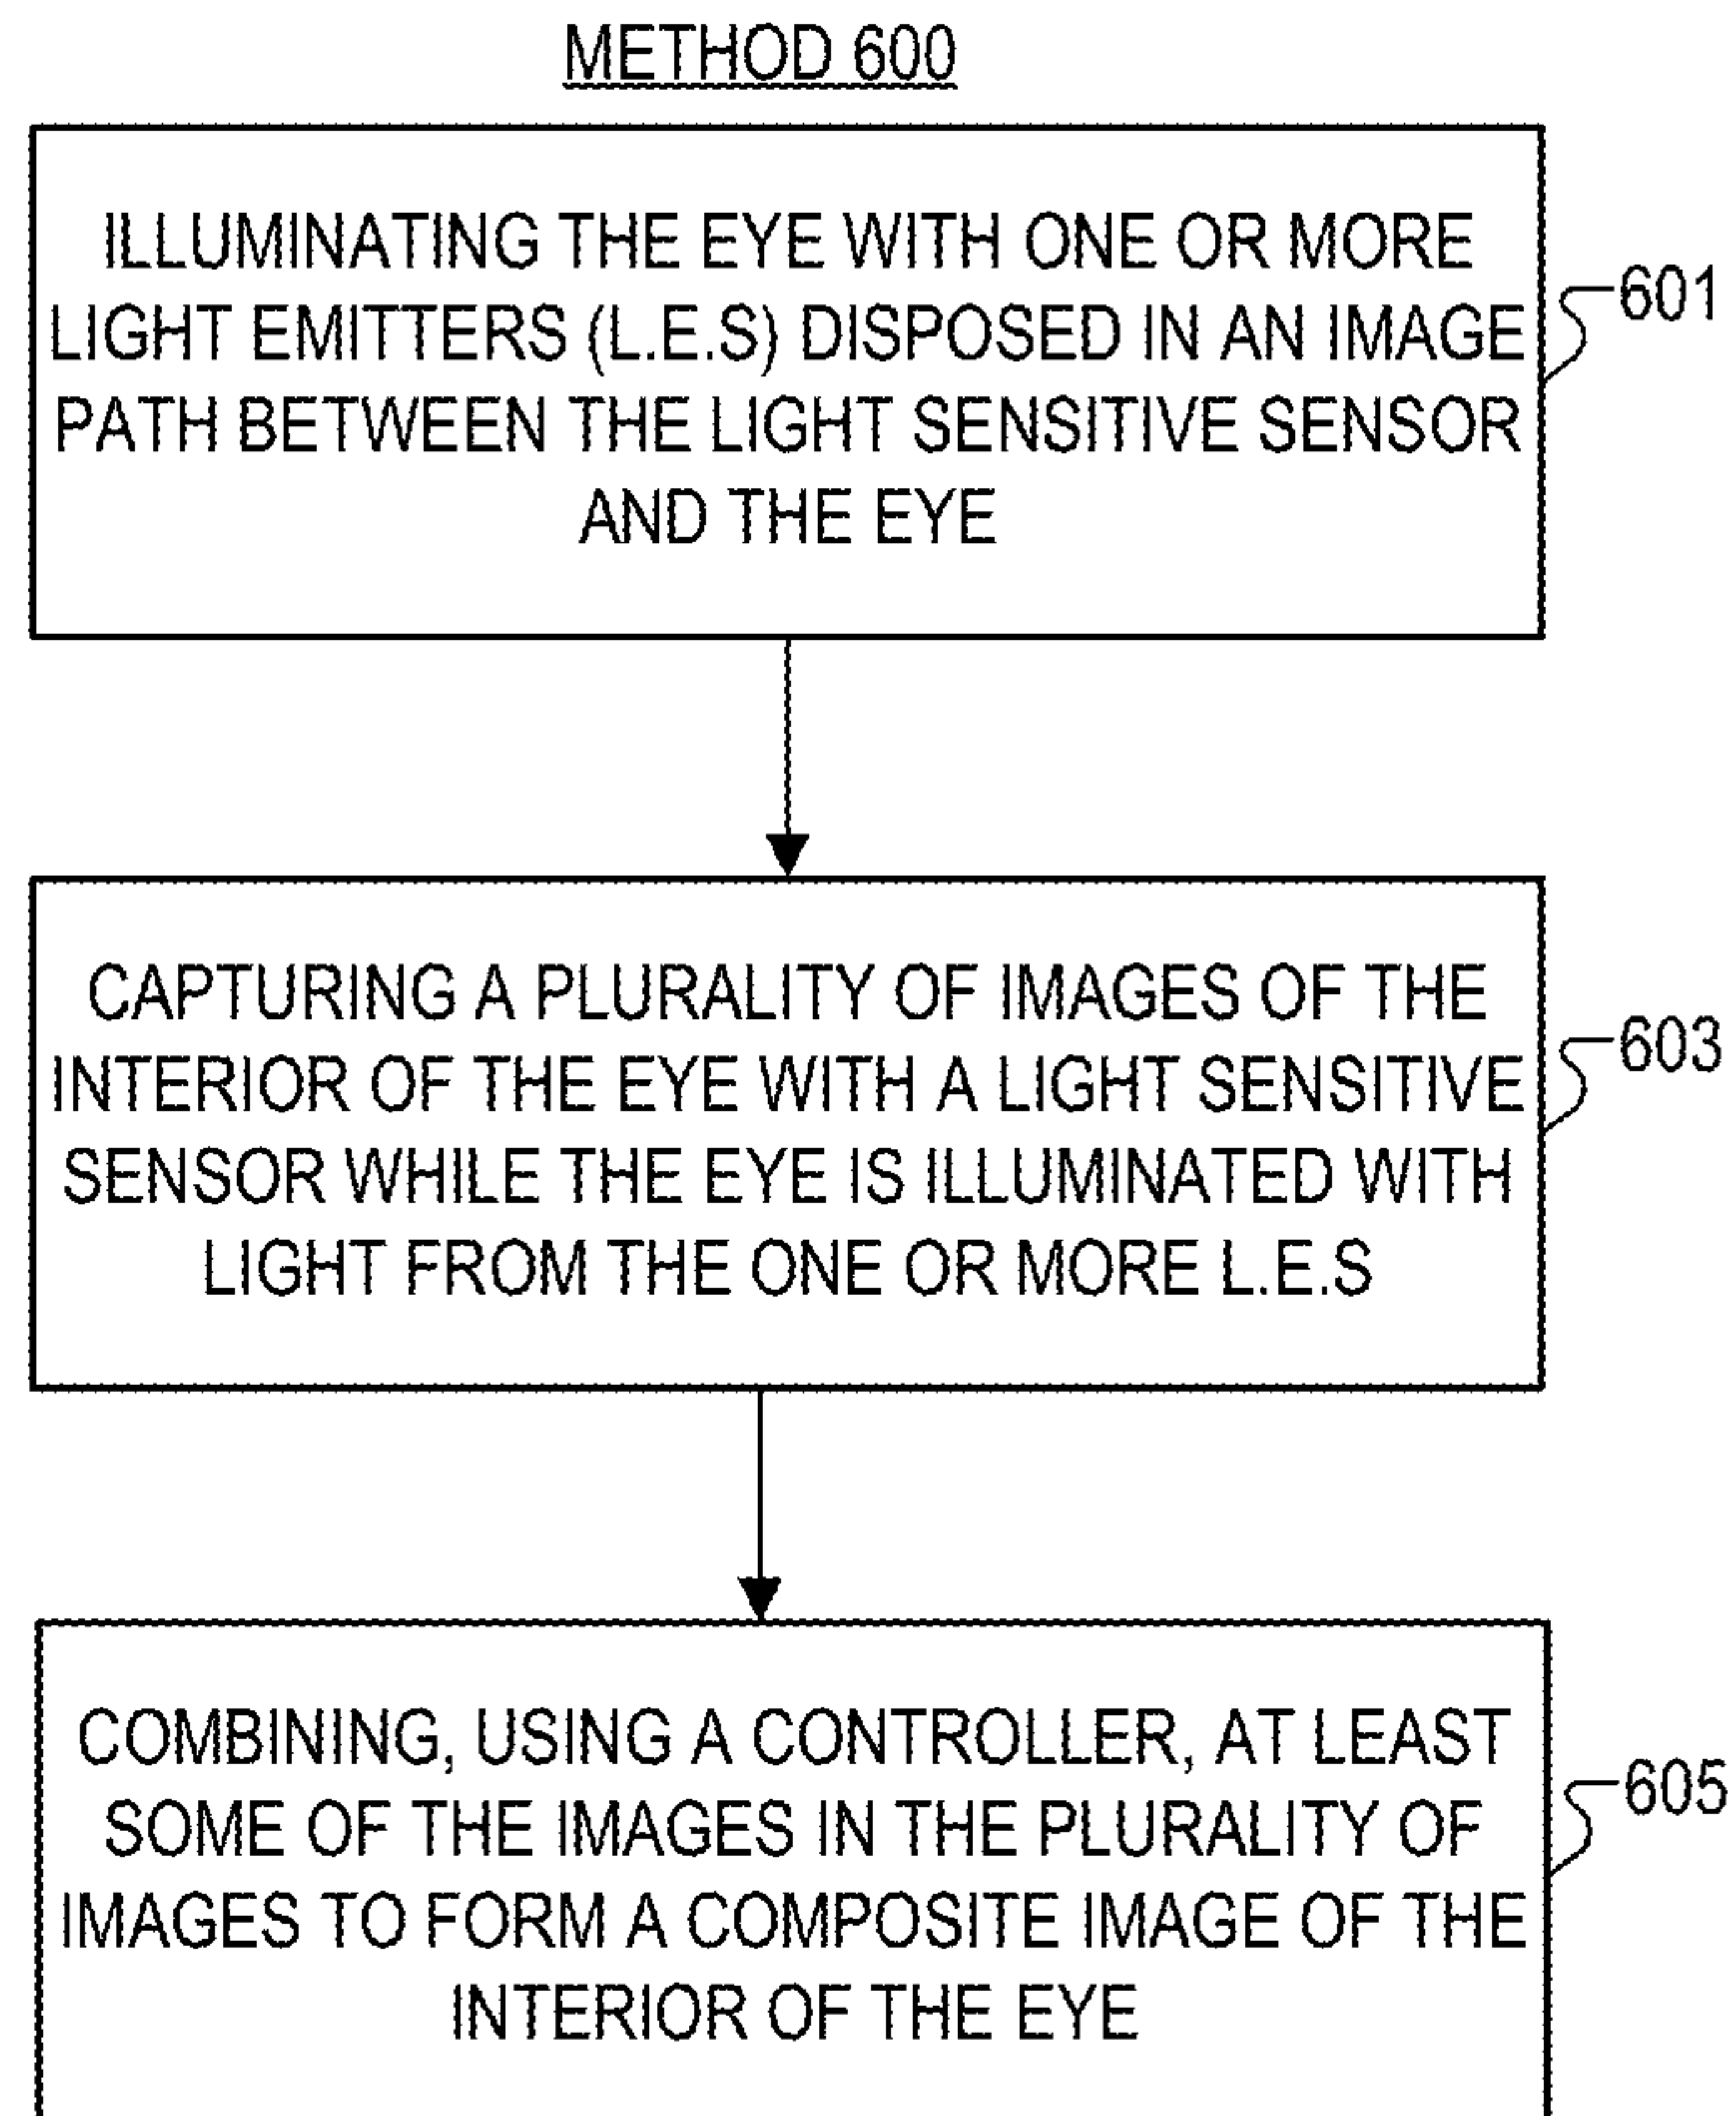 METHOD 600
ILLUMINATING THE EYE WITH ONE OR MORE
LIGHT EMITTERS (L.E.S) DISPOSED IN AN IMAGE
PATH BETWEEN THE LIGHT SENSITIVE SENSOR
AND THE EYE
601
CAPTURING A PLURALITY OF IMAGES OF THE
INTERIOR OF THE EYE WITH A LIGHT SENSITIVE
SENSOR WHILE THE EYE IS ILLUMINATED WITH
LIGHT FROM THE ONE OR MORE L.E.S
603
COMBINING, USING A CONTROLLER, AT LEAST
SOME OF THE IMAGES IN THE PLURALITY OF
IMAGES TO FORM A COMPOSITE IMAGE OF THE
INTERIOR OF THE EYE
605